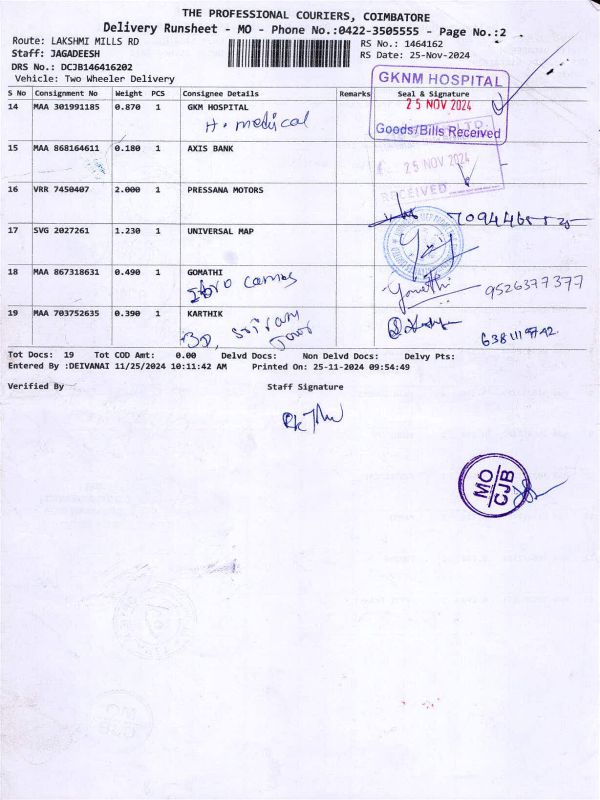 THE PROFESSIONAL COURIERS, COIMBATORE
Delivery Runsheet - MO - Phone No.:0422-3505555 - Page No.:2
Route: LAKSHMI MILLS RD RS No.: 1464162
Staff: JAGADEESH RS Date: 25-Nov-2024
DRS No.: DCJB146416202
Vehicle: Two Wheeler Delivery
GKNM HOSPITAL
S No Consignment No Weight PCS Consignee Details Remarks Seal & Signature
25 NOV 2024
14 MAA 301991185 0.870 1 GKM HOSPITAL
H. medical
Goods/Bills Received
15 MAA 868164611 0.180 1 AXIS BANK
25 NOV 2024
RECEIVED
16 VRR 7450407 2.000 1 PRESSANA MOTORS
17 SVG 2027261 1.230 1 UNIVERSAL MAP
18 MAA 867318631 0.490 1 GOMATHI
Gomathi 9526377377
19 MAA 703752635 0.390 1 KARTHIK
BD, Sriram
Tower
Tot Docs: 19 Tot COD Amt: 0.00 Delvd Docs: Non Delvd Docs: Delvy Pts:
Entered By :DEIVANAI 11/25/2024 10:11:42 AM Printed On: 25-11-2024 09:54:49
Verified By Staff Signature
MO
CJB